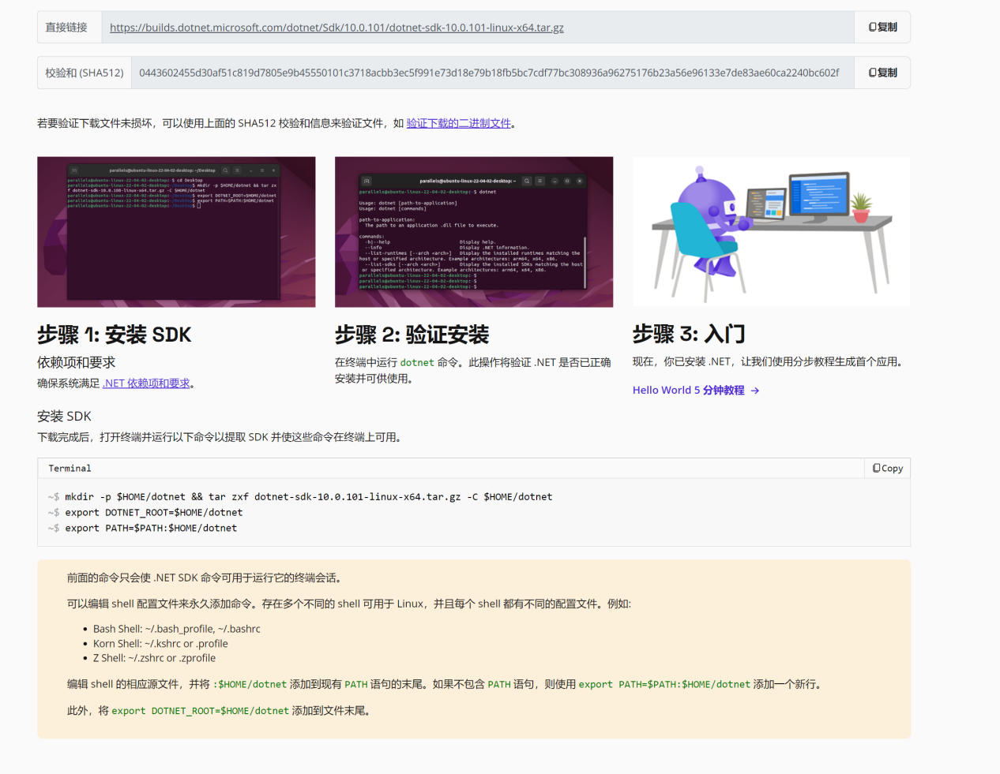 直接链接
https://builds.dotnet.microsoft.com/dotnet/Sdk/10.0.101/dotnet-sdk-10.0.101-linux-x64.tar.gz
复制
校验和 (SHA512)
0443602455d30af51c819d7805e9b45550101c3718acbb3ec5f991e73d18e79b18fb5bc7cdf77bc308936a96275176b23a56e96133e7de83ae60ca2240bc602f
复制
若要验证下载文件未损坏，可以使用上面的 SHA512 校验和信息来验证文件，如 验证下载的二进制文件。
parallels@ubuntu-linux-22-04-02-desktop: ~/Desktop
parallels@ubuntu-linux-22-04-02-desktop:~$ cd Desktop
parallels@ubuntu-linux-22-04-02-desktop:~/Desktop$ mkdir -p $HOME/dotnet && tar zx
f dotnet-sdk-10.0.100-linux-x64.tar.gz -C $HOME/dotnet
parallels@ubuntu-linux-22-04-02-desktop:~/Desktop$ export DOTNET_ROOT=$HOME/dotnet
parallels@ubuntu-linux-22-04-02-desktop:~/Desktop$ export PATH=$PATH:$HOME/dotnet
parallels@ubuntu-linux-22-04-02-desktop:~/Desktop$
parallels@ubuntu-linux-22-04-02-desktop: ~
parallels@ubuntu-linux-22-04-02-desktop:~$ dotnet
Usage: dotnet [path-to-application]
Usage: dotnet [commands]
path-to-application:
The path to an application .dll file to execute.
commands:
-h|--help Display help.
--info Display .NET information.
--list-runtimes [--arch <arch>] Display the installed runtimes matching the
host or specified architecture. Example architectures: arm64, x64, x86.
--list-sdks [--arch <arch>] Display the installed SDKs matching the host
or specified architecture. Example architectures: arm64, x64, x86.
parallels@ubuntu-linux-22-04-02-desktop:~$
parallels@ubuntu-linux-22-04-02-desktop:~$
parallels@ubuntu-linux-22-04-02-desktop:~$
步骤 1: 安装 SDK
依赖项和要求
确保系统满足 .NET 依赖项和要求。
步骤 2: 验证安装
在终端中运行 dotnet 命令。此操作将验证 .NET 是否已正确
安装并可供使用。
步骤 3: 入门
现在，你已安装 .NET，让我们使用分步教程生成首个应用。
Hello World 5 分钟教程 →
安装 SDK
下载完成后，打开终端并运行以下命令以提取 SDK 并使这些命令在终端上可用。
Terminal
Copy
~$ mkdir -p $HOME/dotnet && tar zxf dotnet-sdk-10.0.101-linux-x64.tar.gz -C $HOME/dotnet
~$ export DOTNET_ROOT=$HOME/dotnet
~$ export PATH=$PATH:$HOME/dotnet
前面的命令只会使 .NET SDK 命令可用于运行它的终端会话。
可以编辑 shell 配置文件来永久添加命令。存在多个不同的 shell 可用于 Linux，并且每个 shell 都有不同的配置文件。例如:
• Bash Shell: ~/.bash_profile, ~/.bashrc
• Korn Shell: ~/.kshrc or .profile
• Z Shell: ~/.zshrc or .zprofile
编辑 shell 的相应源文件，并将 :$HOME/dotnet 添加到现有 PATH 语句的末尾。如果不包含 PATH 语句，则使用 export PATH=$PATH:$HOME/dotnet 添加一个新行。
此外，将 export DOTNET_ROOT=$HOME/dotnet 添加到文件末尾。